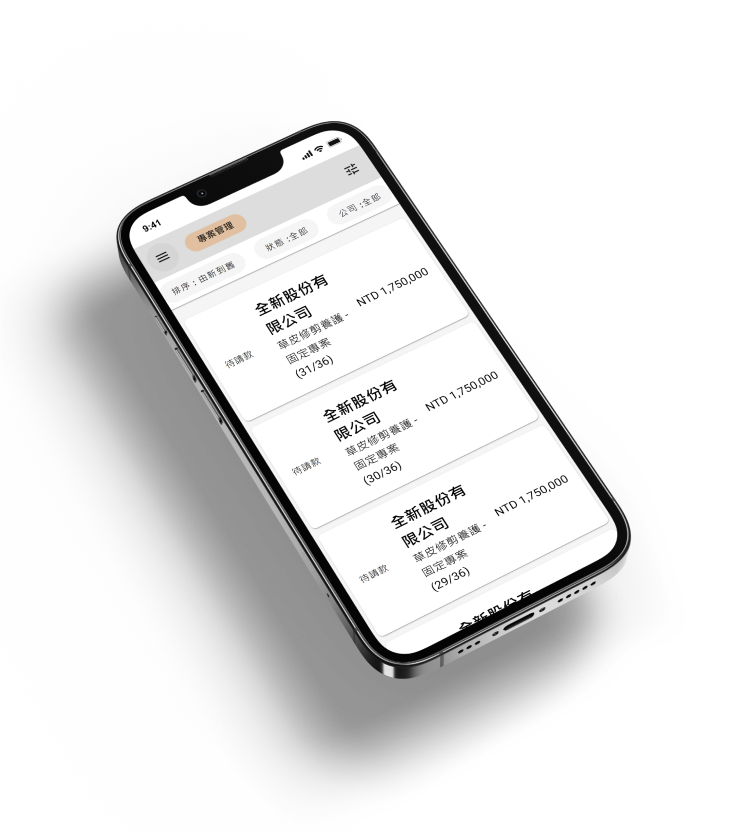 9:41
專案管理
排序：由新到舊
狀態：全部
公司：全部
待請款
全新股份有
限公司
草皮修剪養護 -
固定專案
(31/36)
NTD 1,750,000
待請款
全新股份有
限公司
草皮修剪養護 -
固定專案
(30/36)
NTD 1,750,000
待請款
全新股份有
限公司
草皮修剪養護 -
固定專案
(29/36)
NTD 1,750,000
全新股份有